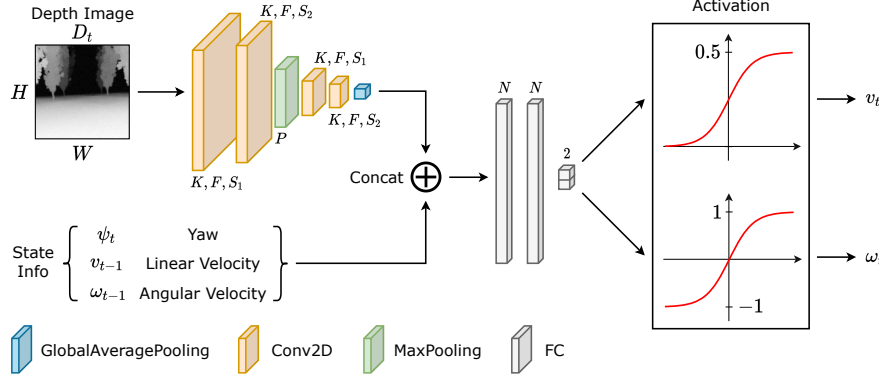 Depth Image
D_t
H
W
K, F, S_2
K, F, S_1
K, F, S_1
K, F, S_2
P
Concat
N N
2
Activation
0.5
v_t
1
−1
State
Info
ψ_t Yaw
v_{t−1} Linear Velocity
ω_{t−1} Angular Velocity
GlobalAveragePooling Conv2D MaxPooling FC